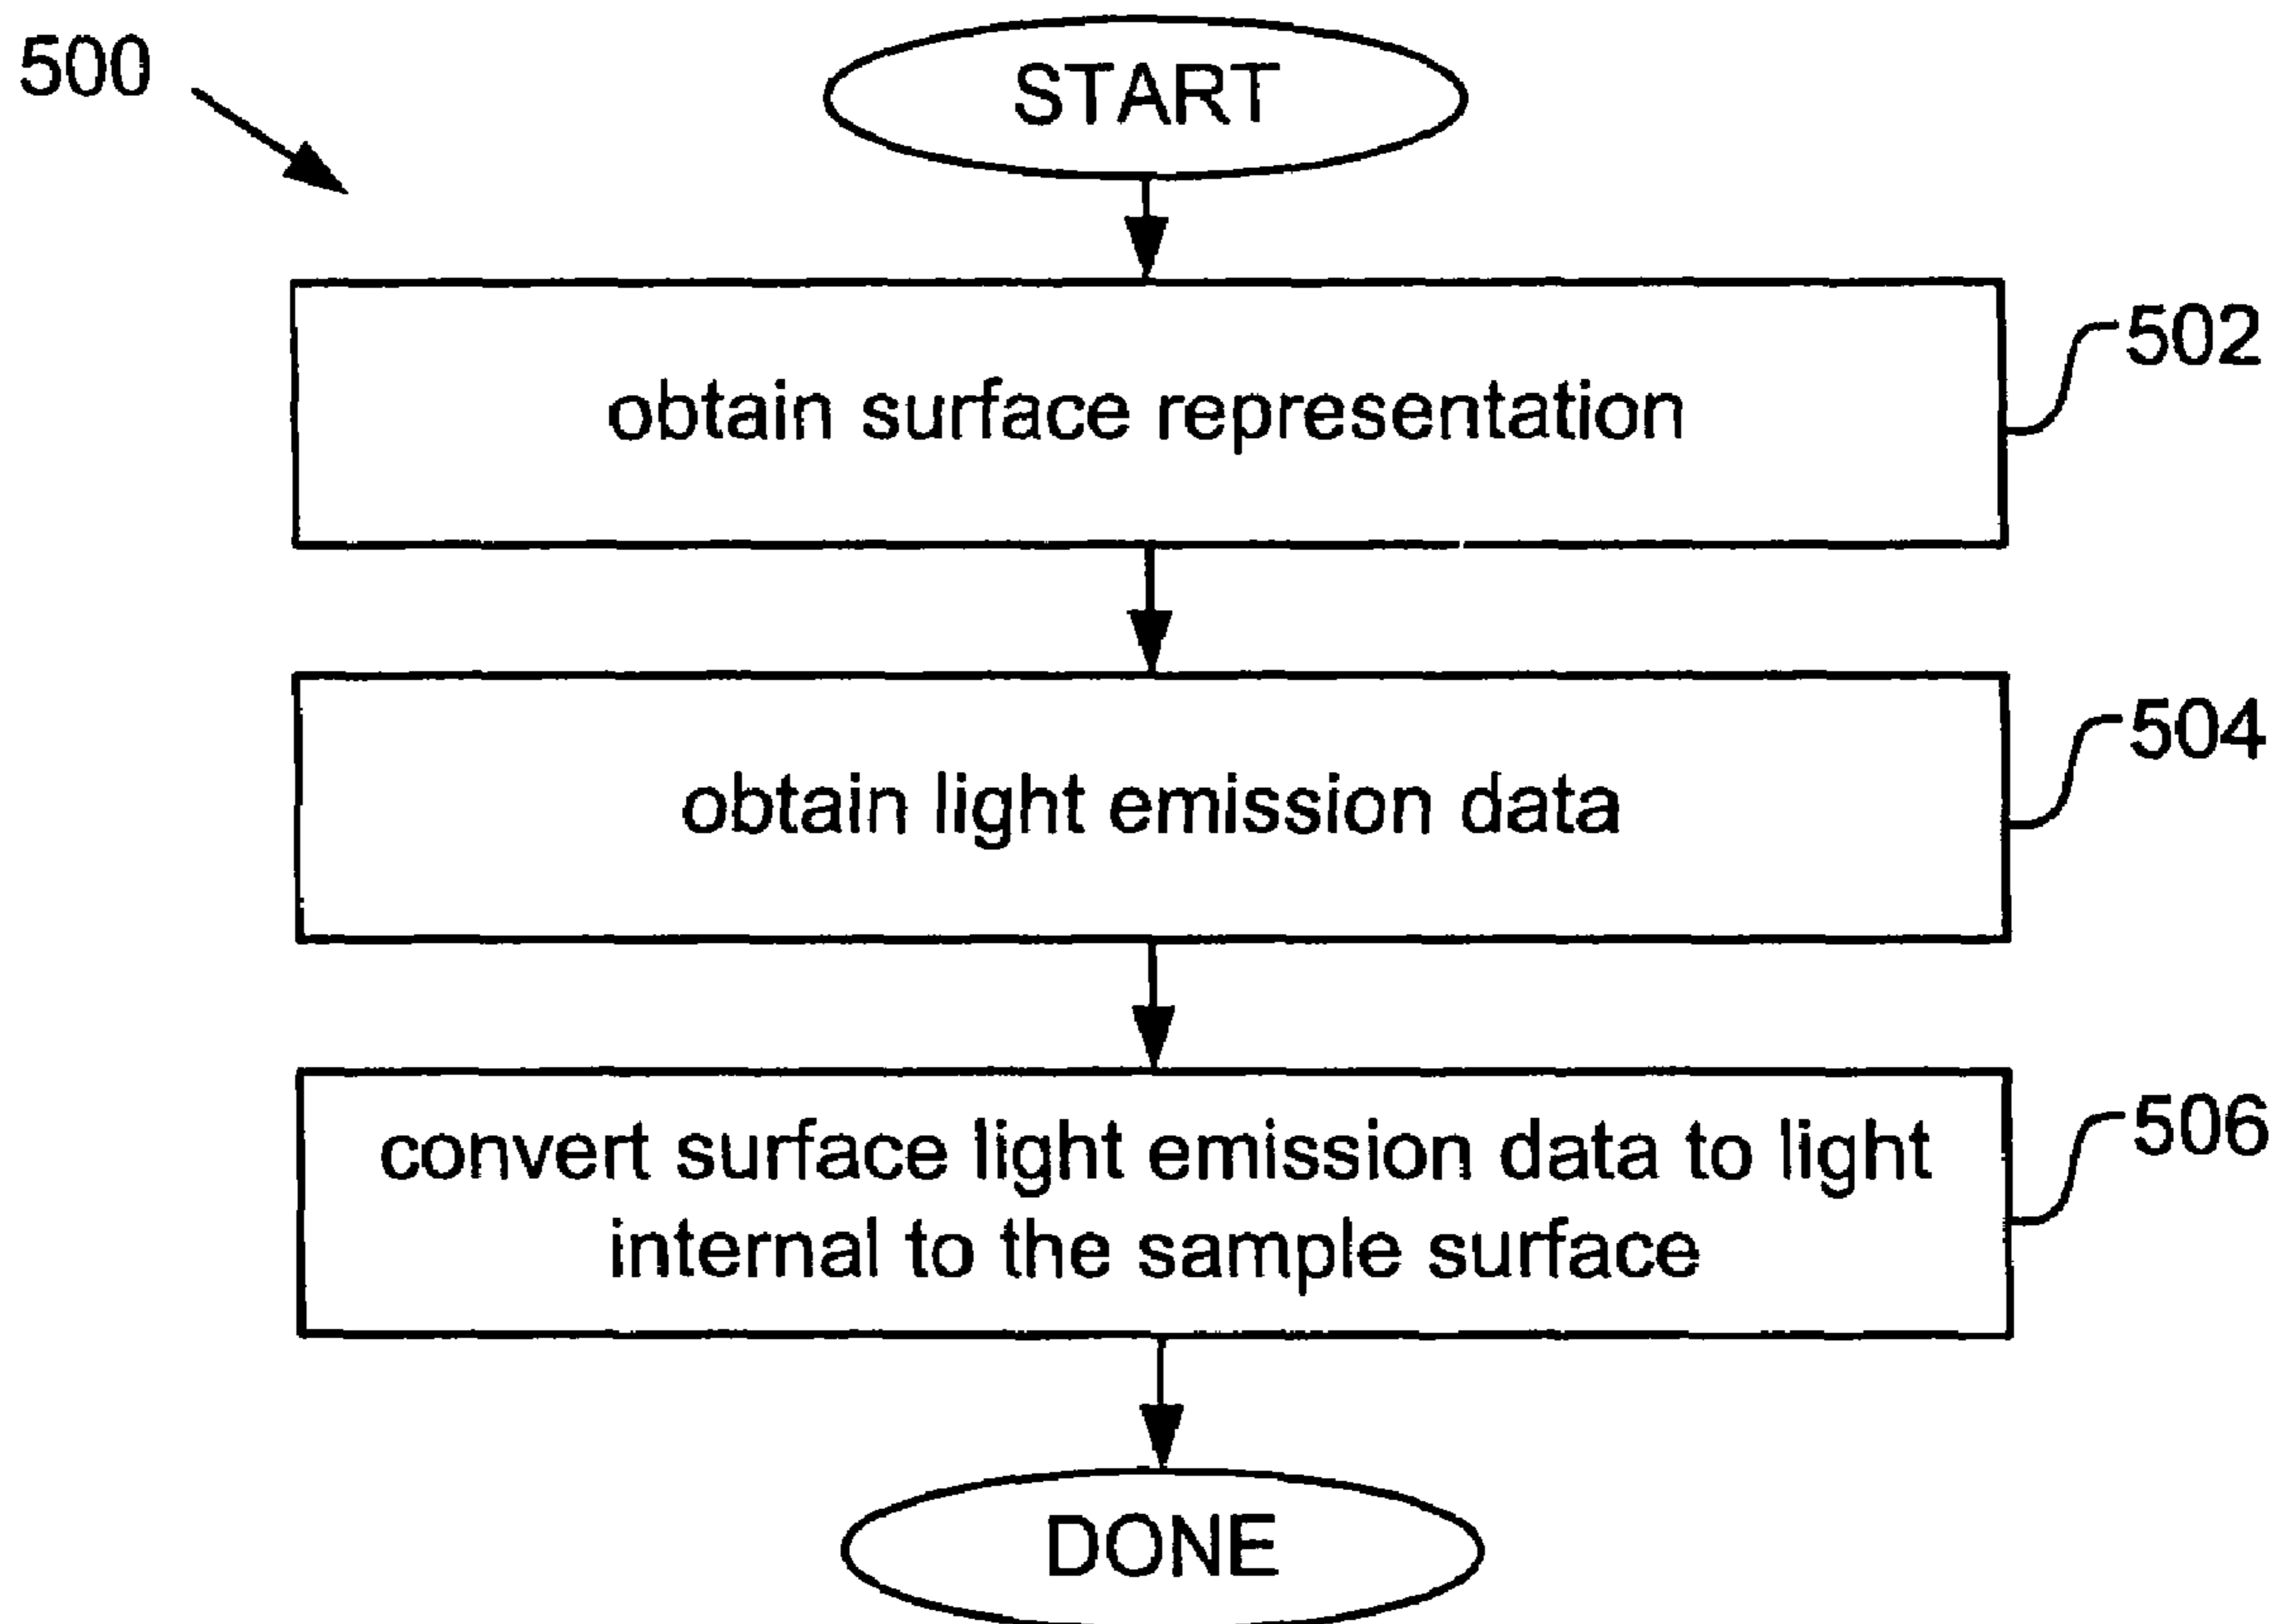 500
START
obtain surface representation
502
obtain light emission data
504
convert surface light emission data to light
internal to the sample surface
506
DONE